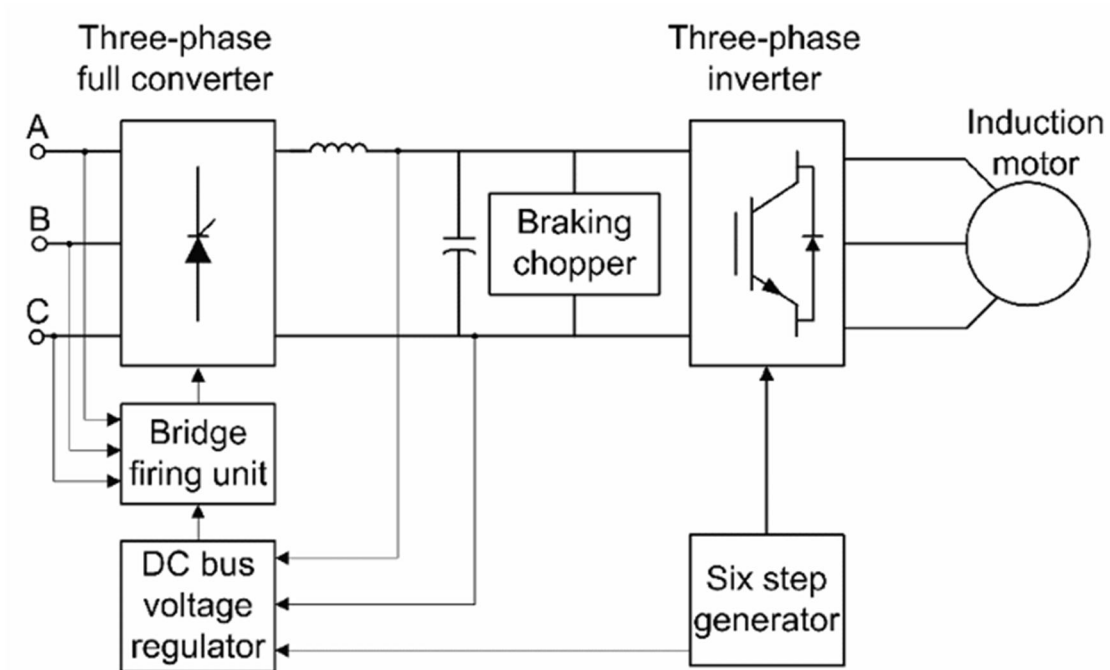 Three-phase
full converter
Three-phase
inverter
Induction
motor
A
B
C
Braking
chopper
Bridge
firing unit
DC bus
voltage
regulator
Six step
generator